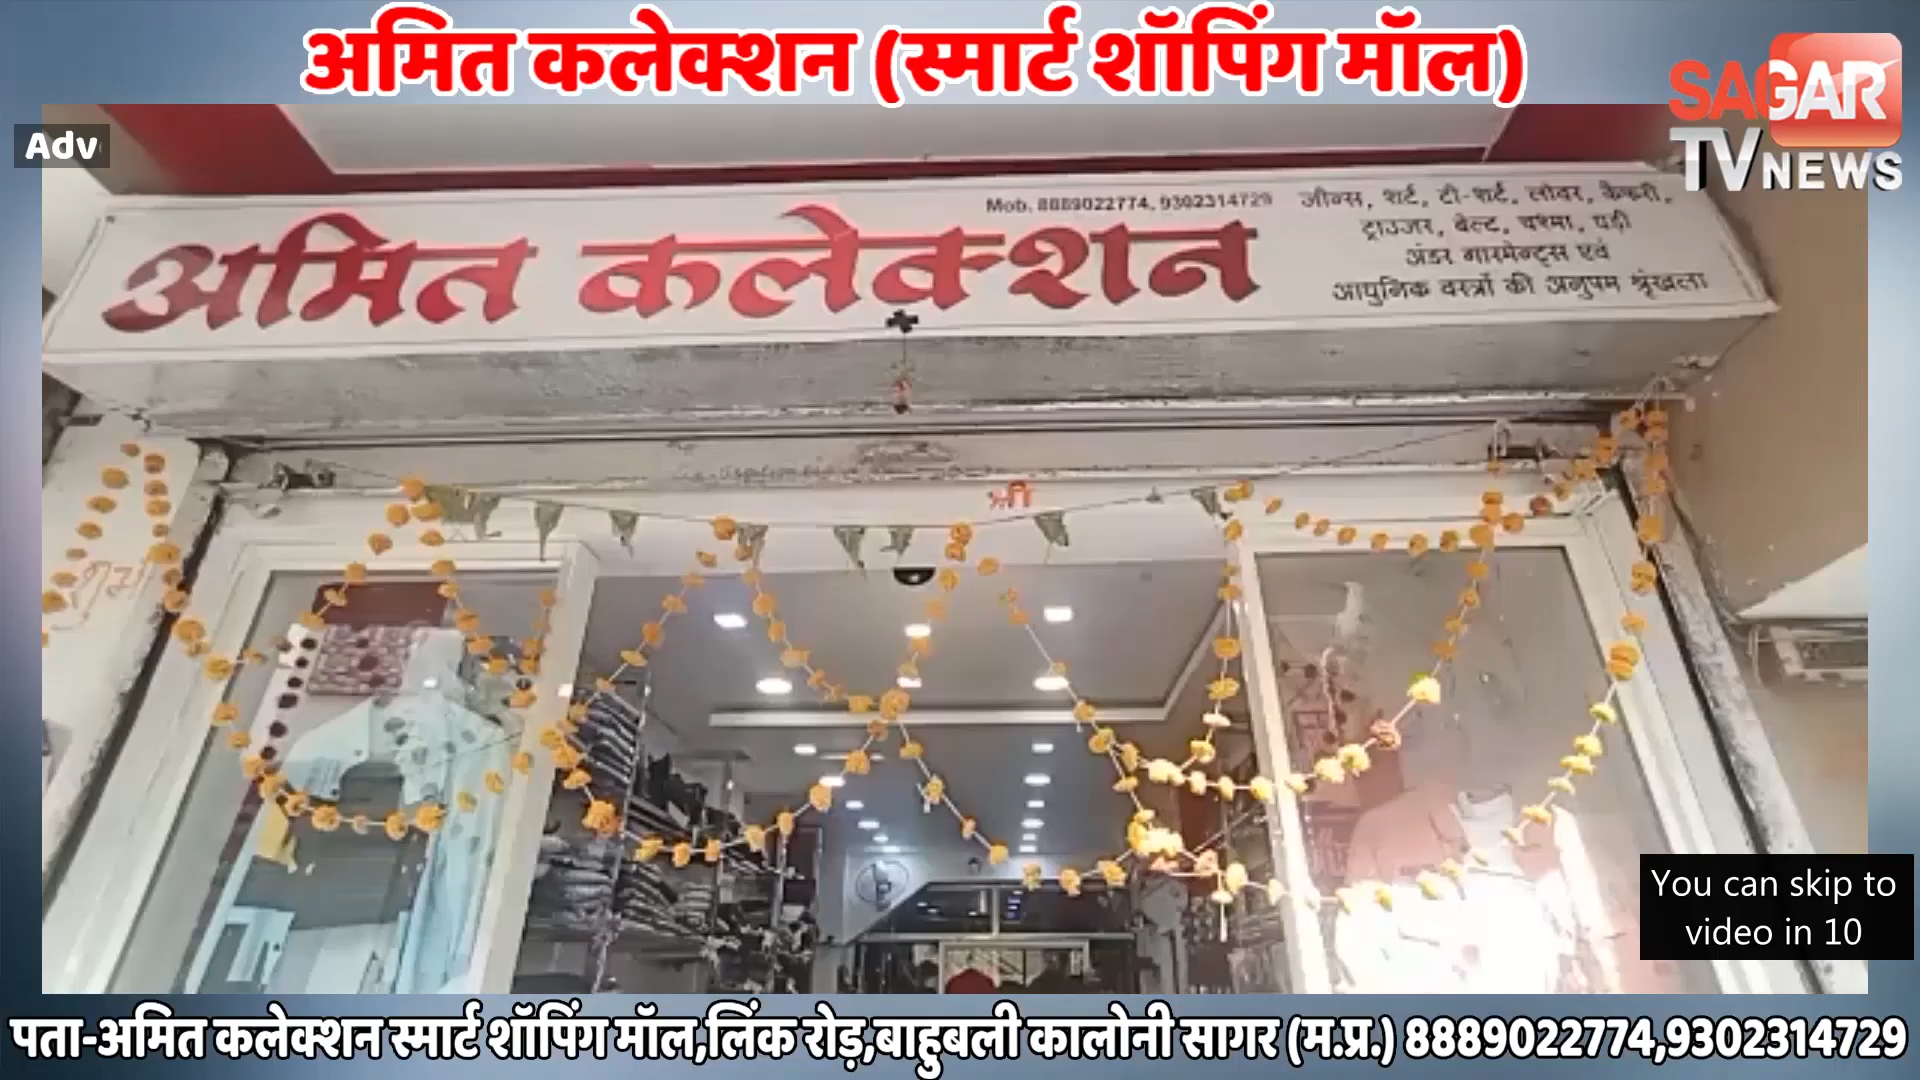 अमित कलेक्शन (स्मार्ट शॉपिंग मॉल)
SAGAR
TV NEWS
Adv
Mob. 8889022774, 9302314729
अमित कलेक्शन
जीन्स, शर्ट, टी-शर्ट, लोवर, कैपरी,
ट्राउजर, बेल्ट, चश्मा, घड़ी
अंडर गारमेन्ट्स एवं
आधुनिक वस्त्रों की अनुपम श्रृंखला
श्री
You can skip to
video in 10
पता-अमित कलेक्शन स्मार्ट शॉपिंग मॉल,लिंक रोड़,बाहुबली कालोनी सागर (म.प्र.) 8889022774,9302314729